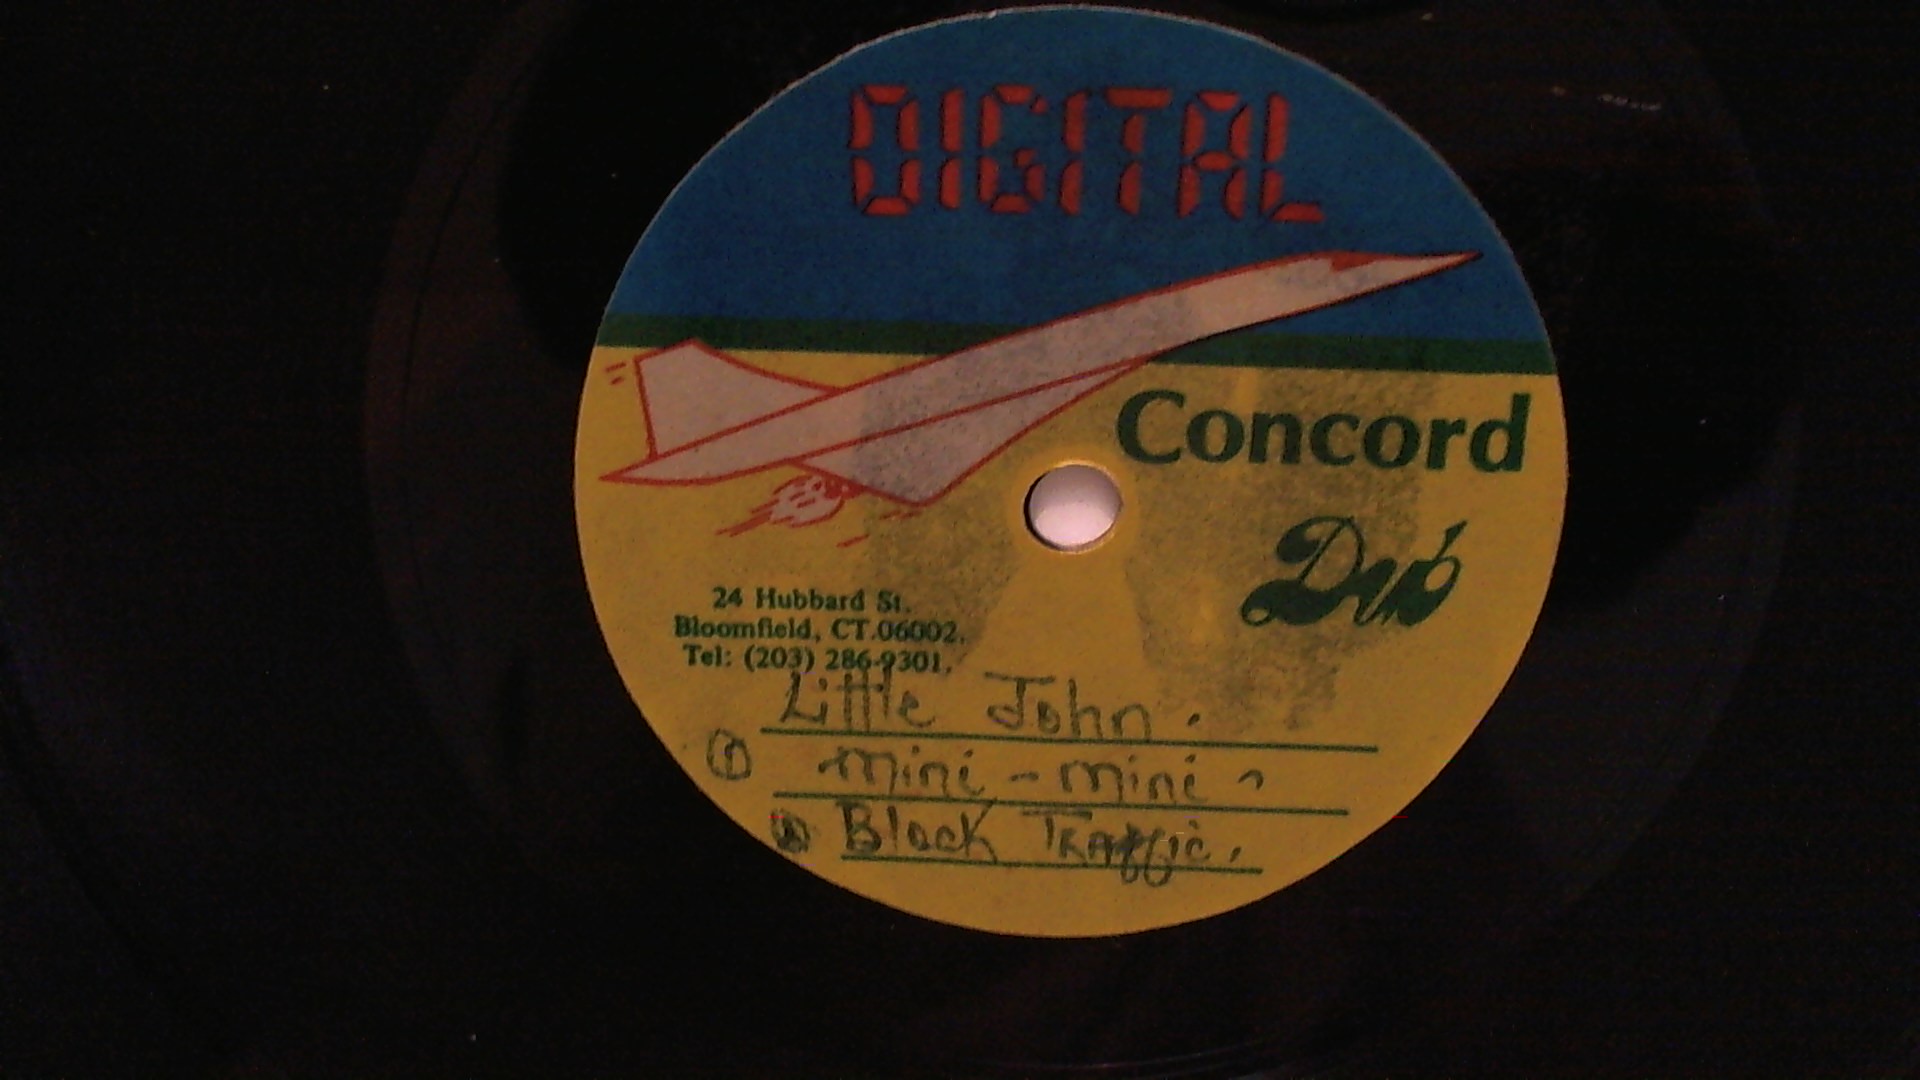 DIGITAL
Concord
Dub
24 Hubbard St.
Bloomfield, CT.06002.
Tel: (203) 286-9301.
Little John.
① mini - mini
② Block Traffic.